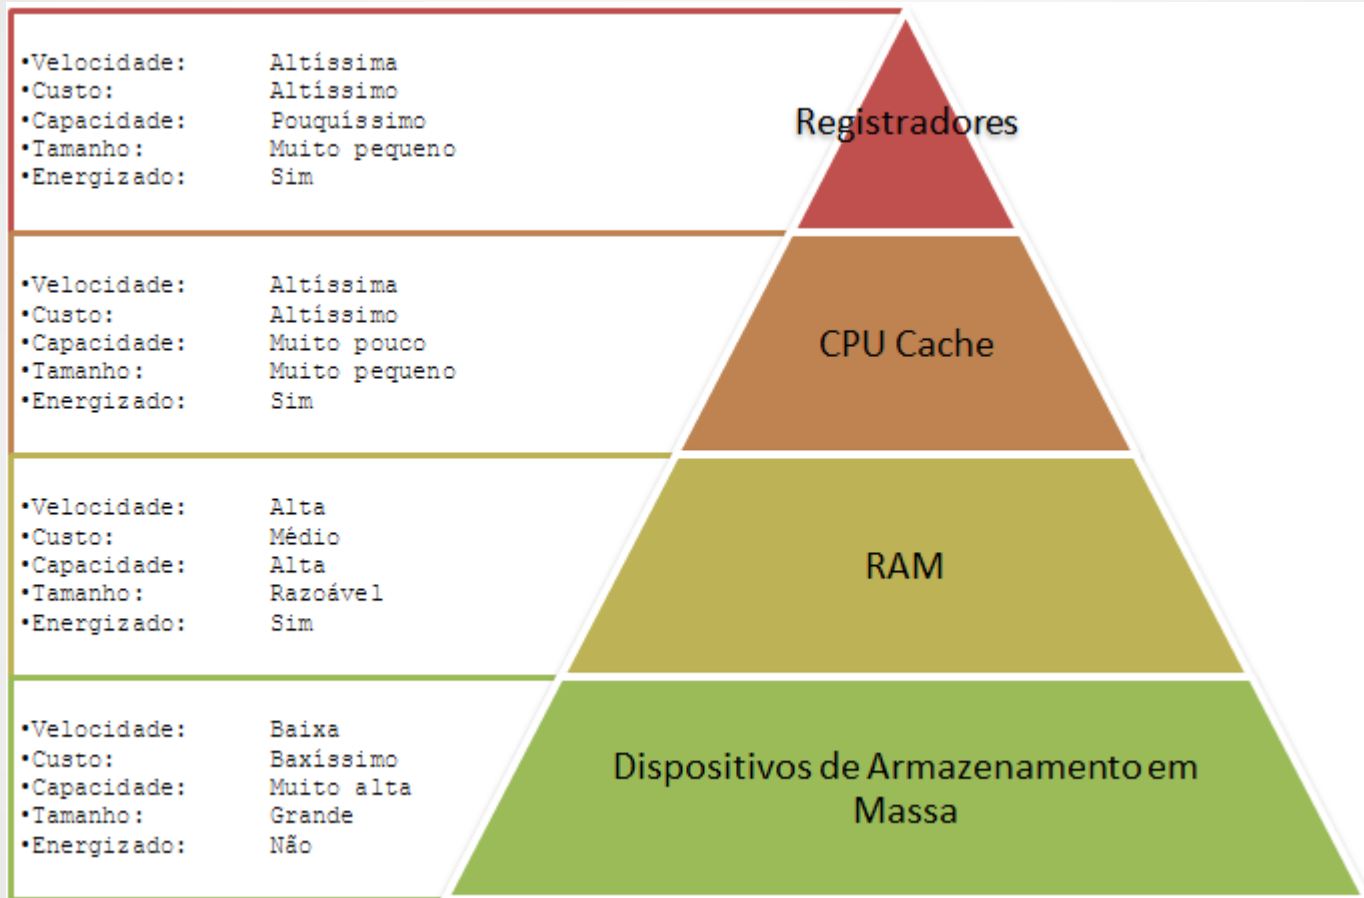 •Velocidade: Altíssima
•Custo: Altíssimo
•Capacidade: Pouquíssimo
•Tamanho: Muito pequeno
•Energizado: Sim
Registradores
•Velocidade: Altíssima
•Custo: Altíssimo
•Capacidade: Muito pouco
•Tamanho: Muito pequeno
•Energizado: Sim
CPU Cache
•Velocidade: Alta
•Custo: Médio
•Capacidade: Alta
•Tamanho: Razoável
•Energizado: Sim
RAM
•Velocidade: Baixa
•Custo: Baxíssimo
•Capacidade: Muito alta
•Tamanho: Grande
•Energizado: Não
Dispositivos de Armazenamento em
Massa